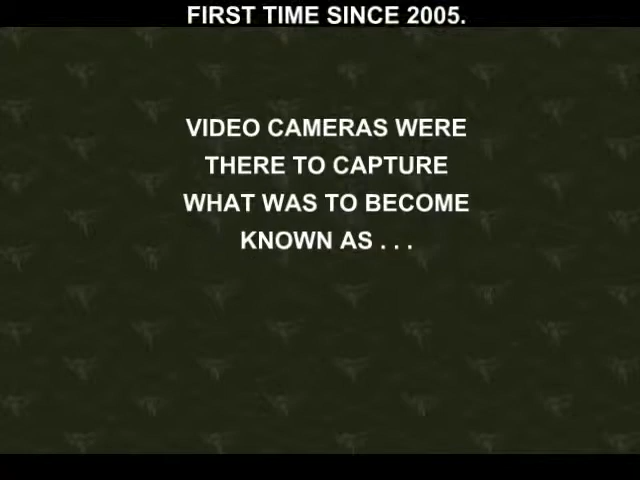 FIRST TIME SINCE 2005.
VIDEO CAMERAS WERE
THERE TO CAPTURE
WHAT WAS TO BECOME
KNOWN AS . . .